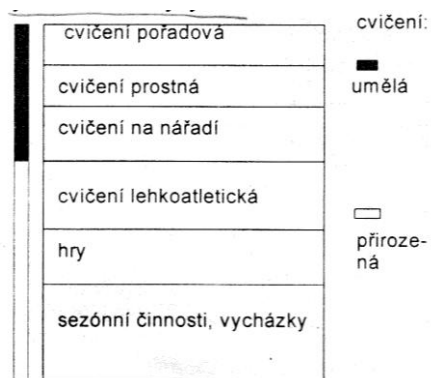 cvičení pořadová
cvičení prostná
cvičení na nářadí
cvičení lehkoatletická
hry
sezónní činnosti, vycházky
cvičení:
umělá
přiroze-
ná